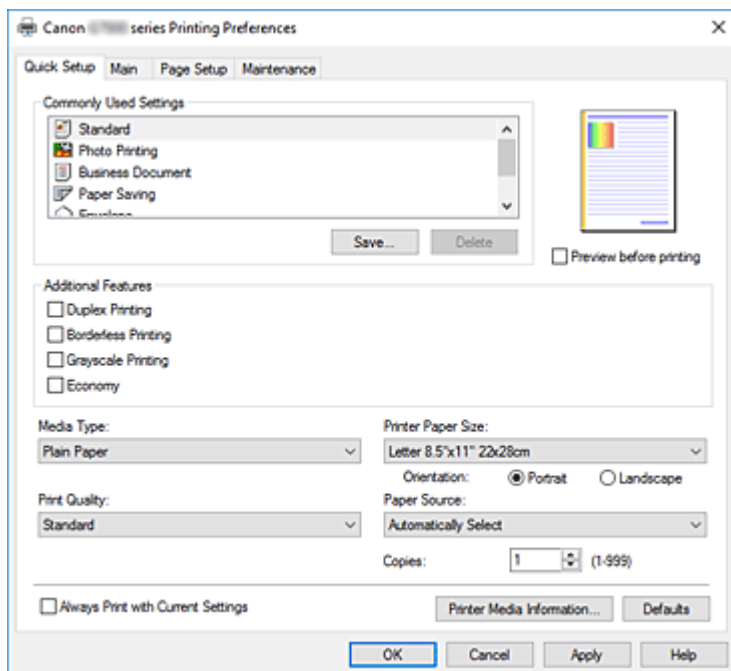 Canon series Printing Preferences
Quick Setup Main Page Setup Maintenance
Commonly Used Settings
Standard
Photo Printing
Business Document
Paper Saving
Envelope
Save... Delete
Preview before printing
Additional Features
Duplex Printing
Borderless Printing
Grayscale Printing
Economy
Media Type: Printer Paper Size:
Plain Paper Letter 8.5"x11" 22x28cm
Orientation: Portrait Landscape
Print Quality: Paper Source:
Standard Automatically Select
Copies: 1 (1-999)
Always Print with Current Settings Printer Media Information... Defaults
OK Cancel Apply Help